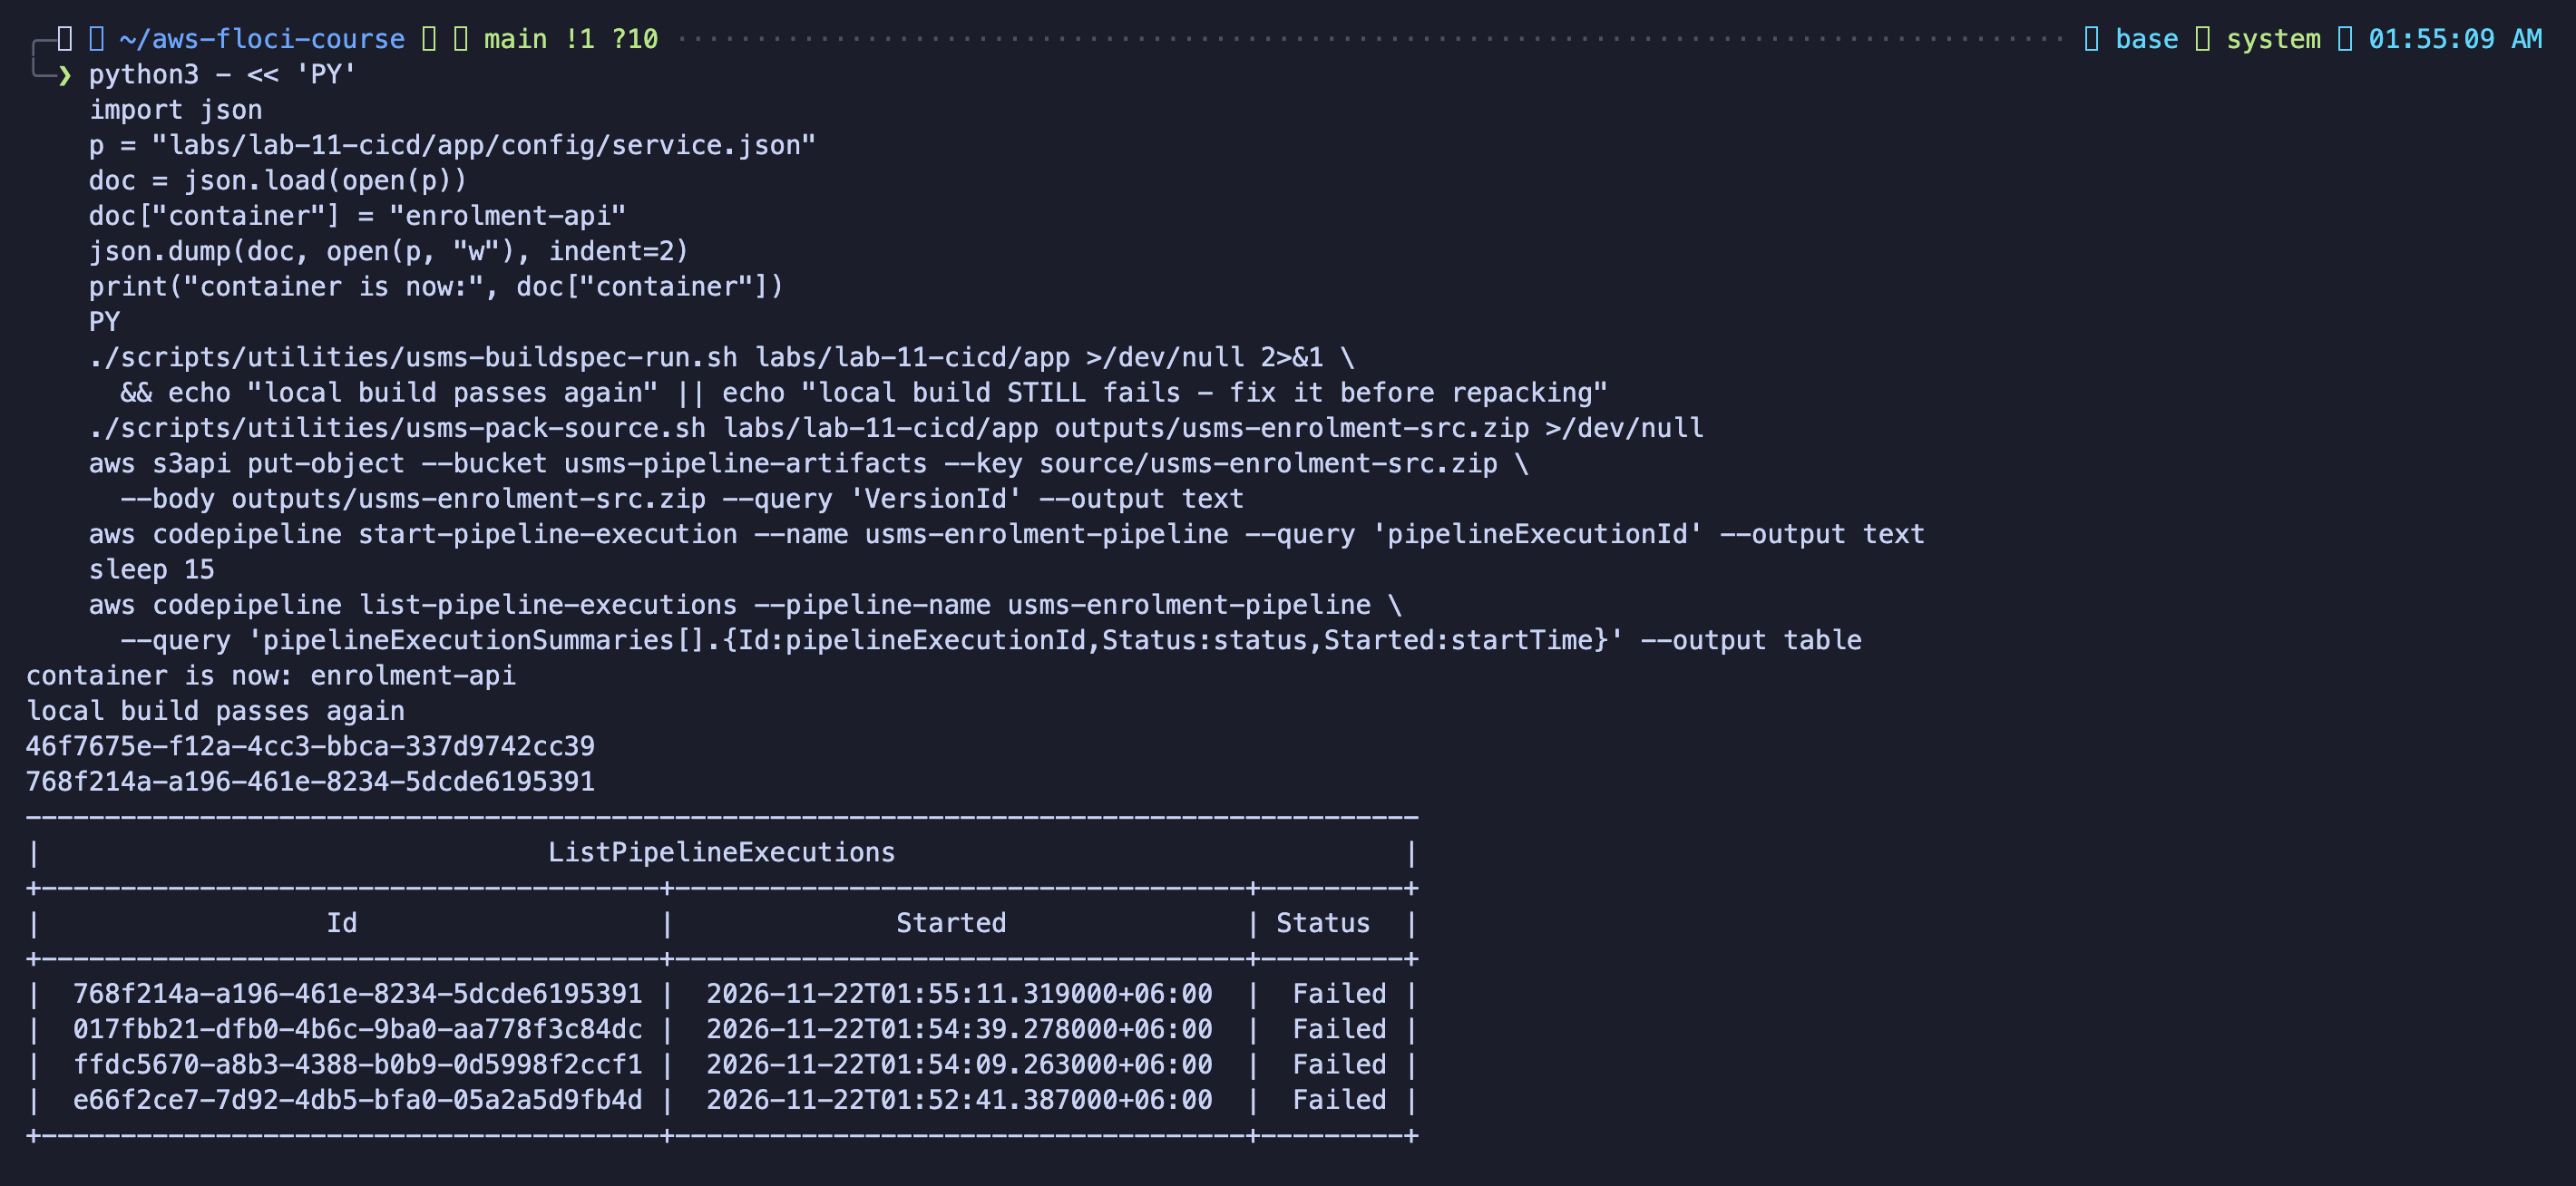 ~/aws-floci-course main !1 ?10 base system 01:55:09 AM
❯ python3 - << 'PY'
import json
p = "labs/lab-11-cicd/app/config/service.json"
doc = json.load(open(p))
doc["container"] = "enrolment-api"
json.dump(doc, open(p, "w"), indent=2)
print("container is now:", doc["container"])
PY
./scripts/utilities/usms-buildspec-run.sh labs/lab-11-cicd/app >/dev/null 2>&1 \
&& echo "local build passes again" || echo "local build STILL fails - fix it before repacking"
./scripts/utilities/usms-pack-source.sh labs/lab-11-cicd/app outputs/usms-enrolment-src.zip >/dev/null
aws s3api put-object --bucket usms-pipeline-artifacts --key source/usms-enrolment-src.zip \
--body outputs/usms-enrolment-src.zip --query 'VersionId' --output text
aws codepipeline start-pipeline-execution --name usms-enrolment-pipeline --query 'pipelineExecutionId' --output text
sleep 15
aws codepipeline list-pipeline-executions --pipeline-name usms-enrolment-pipeline \
--query 'pipelineExecutionSummaries[].{Id:pipelineExecutionId,Status:status,Started:startTime}' --output table
container is now: enrolment-api
local build passes again
46f7675e-f12a-4cc3-bbca-337d9742cc39
768f214a-a196-461e-8234-5dcde6195391
ListPipelineExecutions
Id | Started | Status
768f214a-a196-461e-8234-5dcde6195391 | 2026-11-22T01:55:11.319000+06:00 | Failed
017fbb21-dfb0-4b6c-9ba0-aa778f3c84dc | 2026-11-22T01:54:39.278000+06:00 | Failed
ffdc5670-a8b3-4388-b0b9-0d5998f2ccf1 | 2026-11-22T01:54:09.263000+06:00 | Failed
e66f2ce7-7d92-4db5-bfa0-05a2a5d9fb4d | 2026-11-22T01:52:41.387000+06:00 | Failed